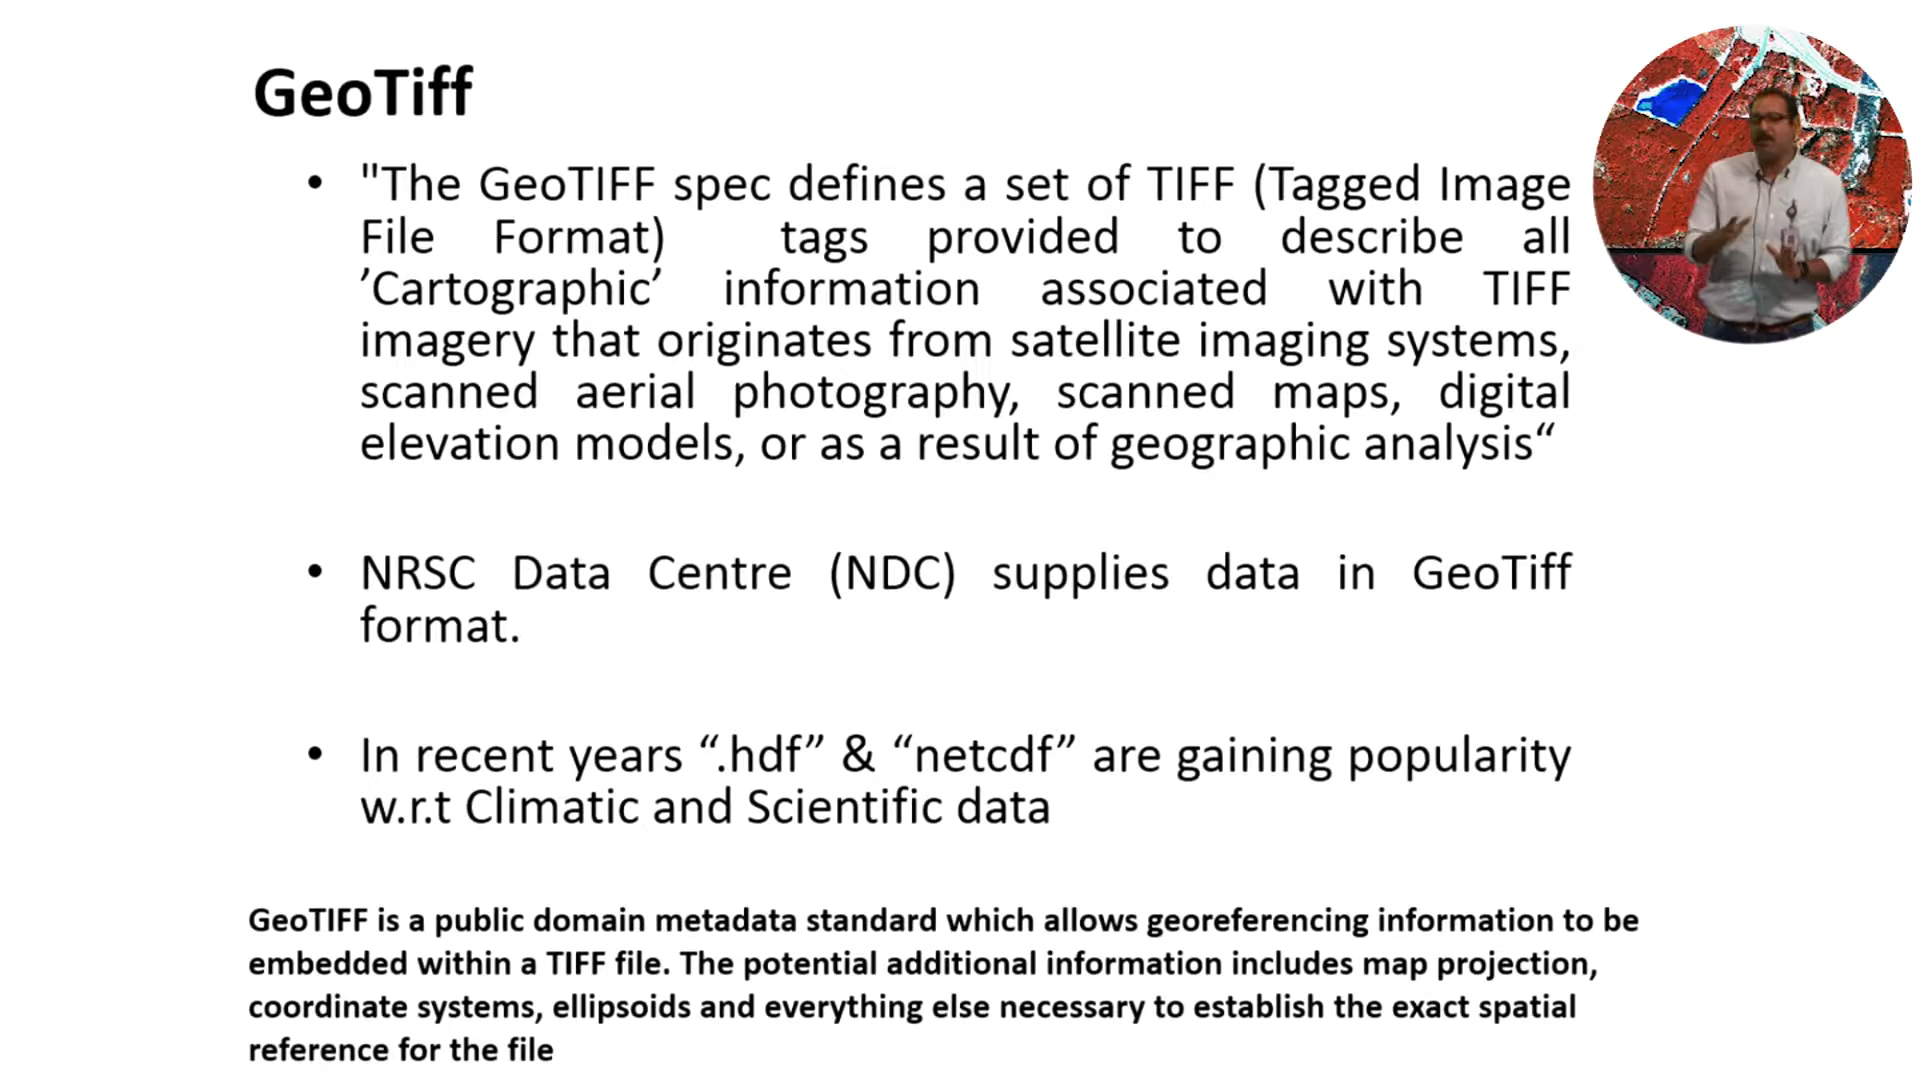 GeoTiff
• "The GeoTIFF spec defines a set of TIFF (Tagged Image
File Format) tags provided to describe all
’Cartographic’ information associated with TIFF
imagery that originates from satellite imaging systems,
scanned aerial photography, scanned maps, digital
elevation models, or as a result of geographic analysis“
• NRSC Data Centre (NDC) supplies data in GeoTiff
format.
• In recent years “.hdf” & “netcdf” are gaining popularity
w.r.t Climatic and Scientific data
GeoTIFF is a public domain metadata standard which allows georeferencing information to be
embedded within a TIFF file. The potential additional information includes map projection,
coordinate systems, ellipsoids and everything else necessary to establish the exact spatial
reference for the file